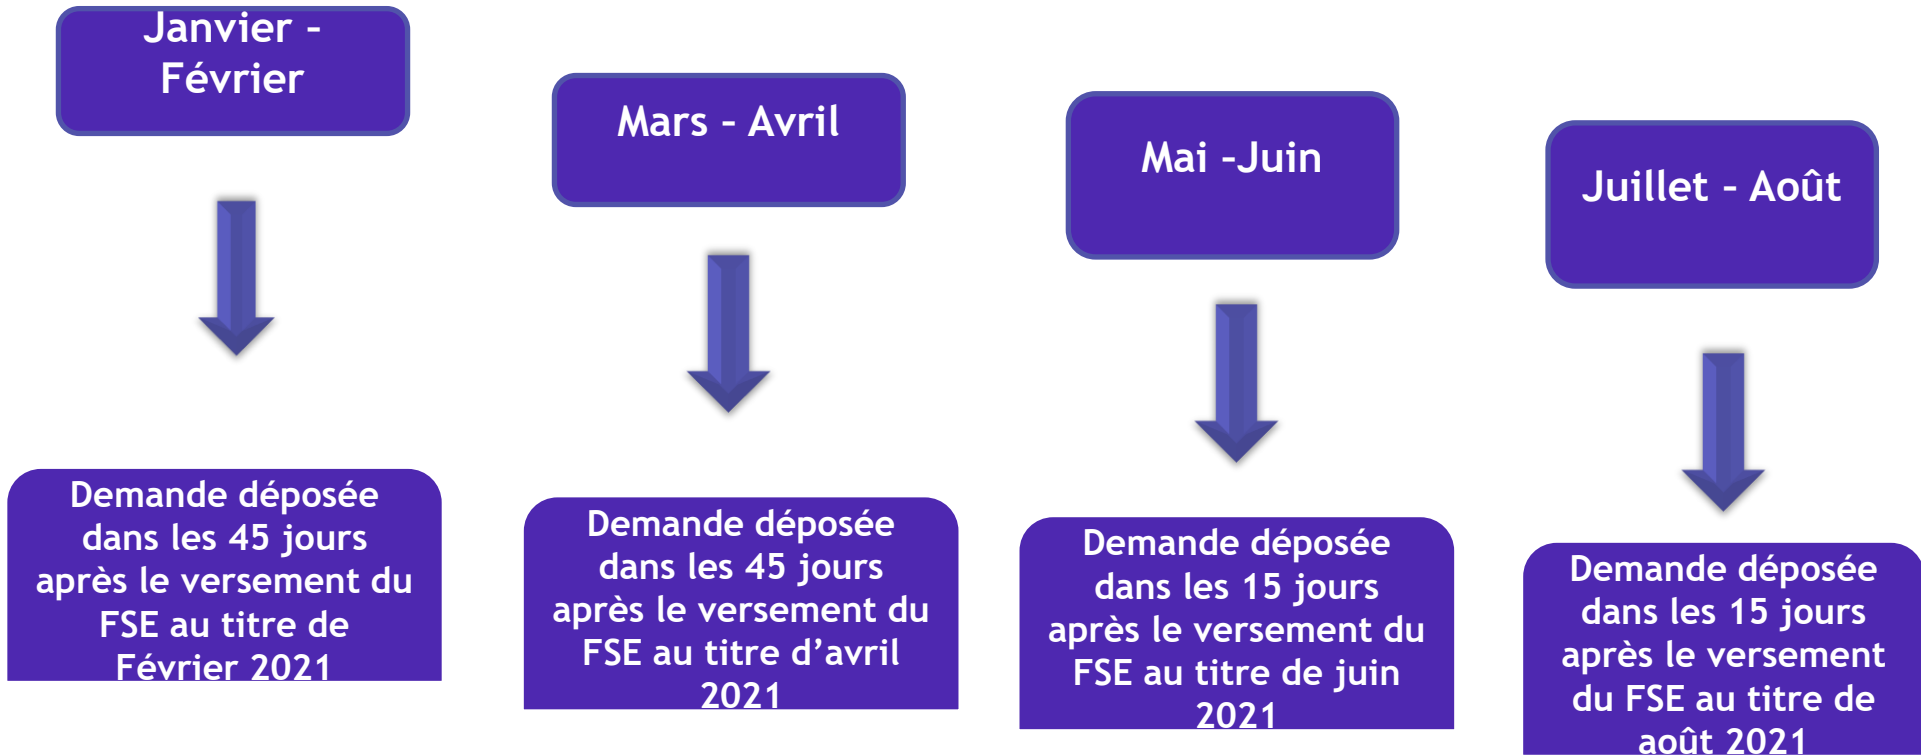 Janvier –
Février
Mars – Avril
Mai –Juin
Juillet – Août
Demande déposée
dans les 45 jours
après le versement du
FSE au titre de
Février 2021
Demande déposée
dans les 45 jours
après le versement du
FSE au titre d’avril
2021
Demande déposée
dans les 15 jours
après le versement du
FSE au titre de juin
2021
Demande déposée
dans les 15 jours
après le versement
du FSE au titre de
août 2021